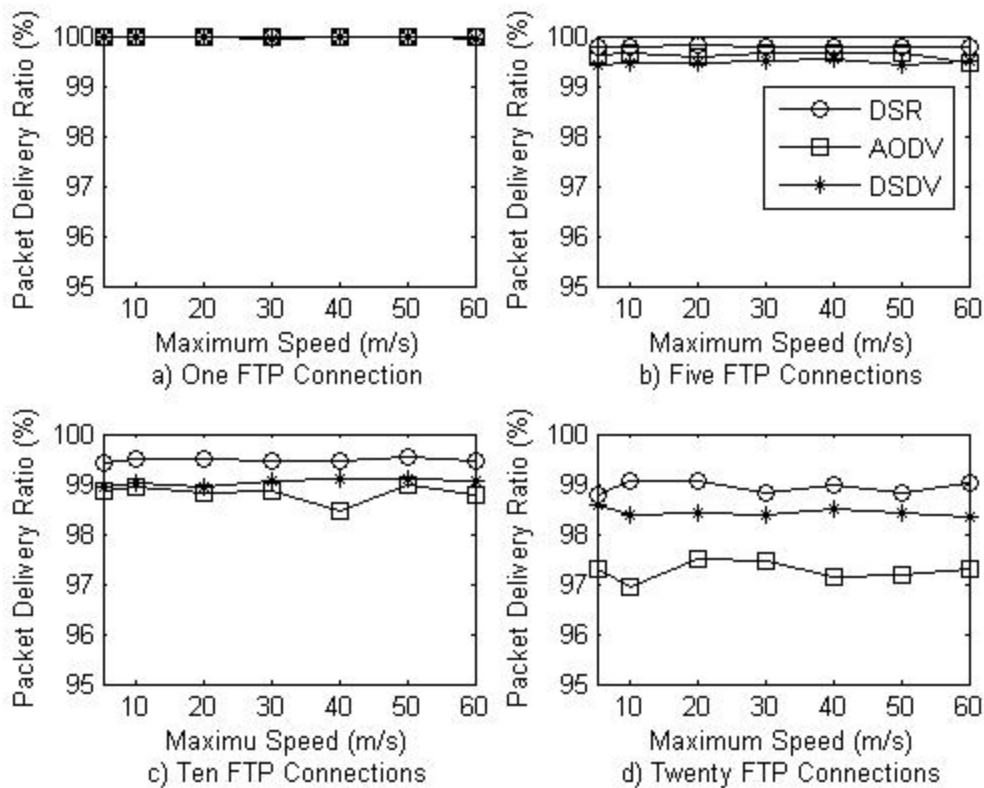 Packet Delivery Ratio (%)
100
99
98
97
96
95
10 20 30 40 50 60
Maximum Speed (m/s)
a) One FTP Connection
Packet Delivery Ratio (%)
100
99
98
97
96
95
DSR
AODV
DSDV
10 20 30 40 50 60
Maximum Speed (m/s)
b) Five FTP Connections
Packet Delivery Ratio (%)
100
99
98
97
96
95
10 20 30 40 50 60
Maximu Speed (m/s)
c) Ten FTP Connections
Packet Delivery Ratio (%)
100
99
98
97
96
95
10 20 30 40 50 60
Maximum Speed (m/s)
d) Twenty FTP Connections